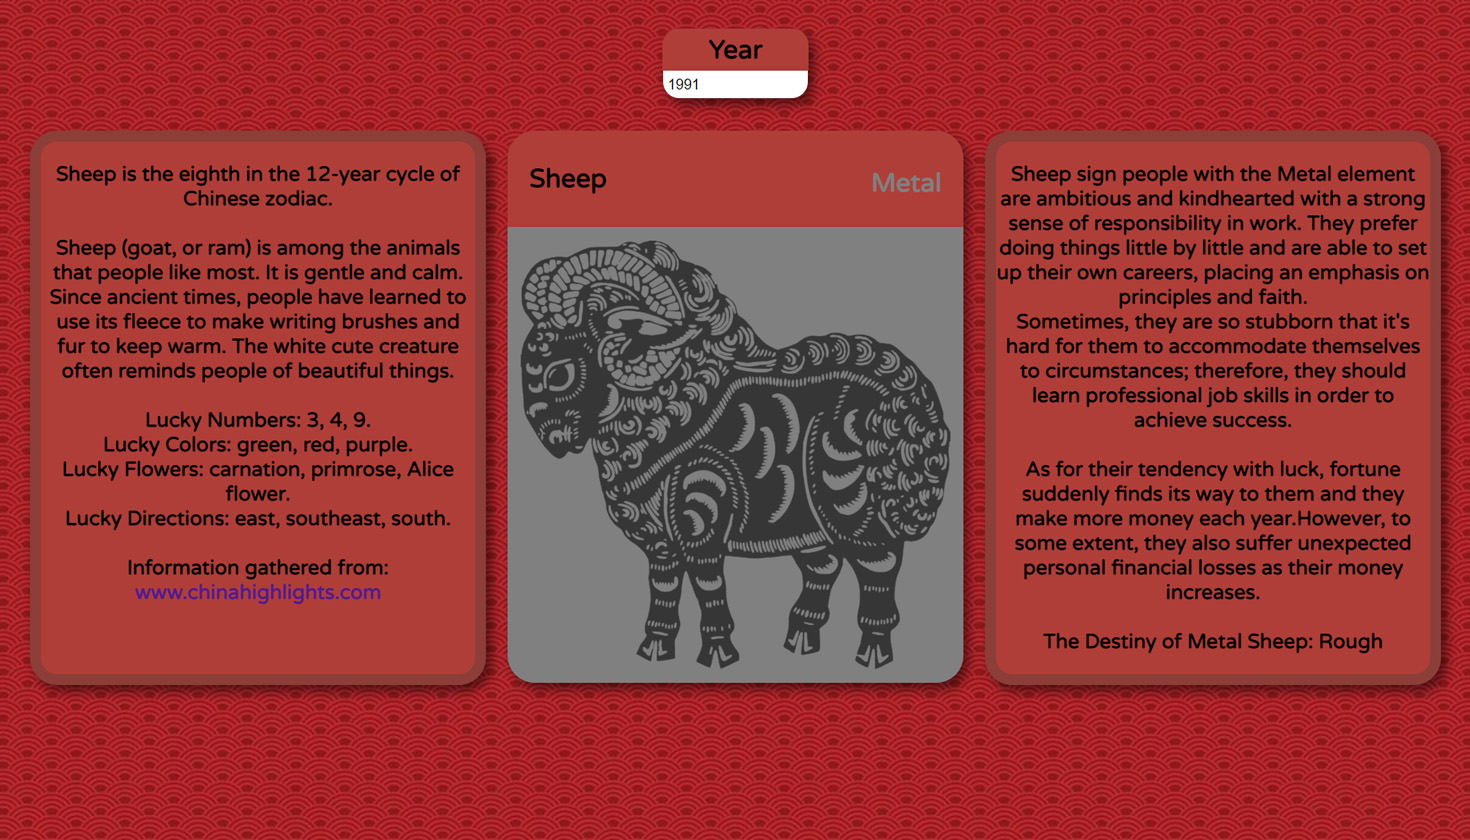 Year
1991
Sheep is the eighth in the 12-year cycle of
Chinese zodiac.
Sheep (goat, or ram) is among the animals
that people like most. It is gentle and calm.
Since ancient times, people have learned to
use its fleece to make writing brushes and
fur to keep warm. The white cute creature
often reminds people of beautiful things.
Lucky Numbers: 3, 4, 9.
Lucky Colors: green, red, purple.
Lucky Flowers: carnation, primrose, Alice
flower.
Lucky Directions: east, southeast, south.
Information gathered from:
www.chinahighlights.com
Sheep
Metal
Sheep sign people with the Metal element
are ambitious and kindhearted with a strong
sense of responsibility in work. They prefer
doing things little by little and are able to set
up their own careers, placing an emphasis on
principles and faith.
Sometimes, they are so stubborn that it's
hard for them to accommodate themselves
to circumstances; therefore, they should
learn professional job skills in order to
achieve success.
As for their tendency with luck, fortune
suddenly finds its way to them and they
make more money each year.However, to
some extent, they also suffer unexpected
personal financial losses as their money
increases.
The Destiny of Metal Sheep: Rough